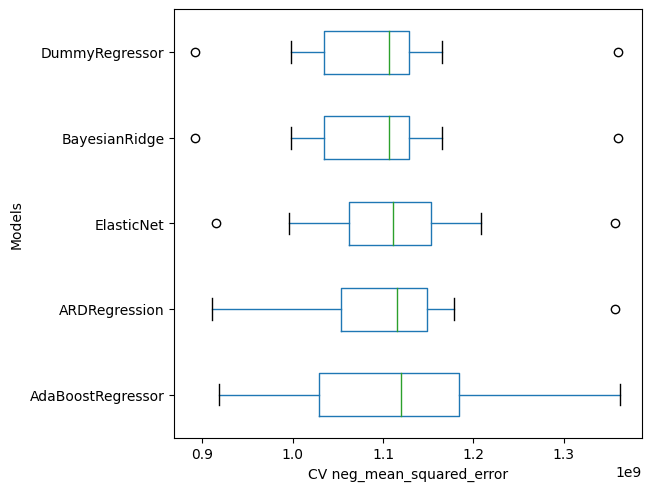 DummyRegressor
BayesianRidge
ElasticNet
ARDRegression
AdaBoostRegressor
Models
0.9 1.0 1.1 1.2 1.3
1e9
CV neg_mean_squared_error